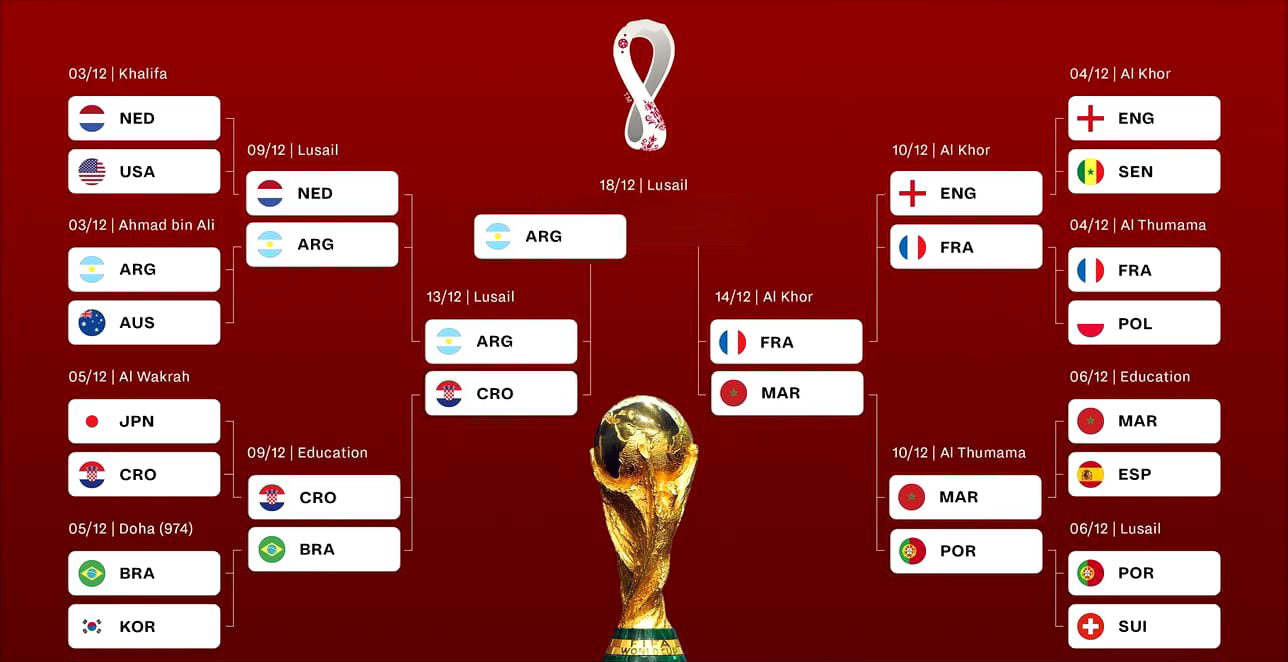 03/12 | Khalifa
NED
USA
03/12 | Ahmad bin Ali
ARG
AUS
05/12 | Al Wakrah
JPN
CRO
05/12 | Doha (974)
BRA
KOR
09/12 | Lusail
NED
ARG
09/12 | Education
CRO
BRA
13/12 | Lusail
ARG
CRO
TM
18/12 | Lusail
ARG
14/12 | Al Khor
FRA
MAR
10/12 | Al Khor
ENG
FRA
10/12 | Al Thumama
MAR
POR
04/12 | Al Khor
ENG
SEN
04/12 | Al Thumama
FRA
POL
06/12 | Education
MAR
ESP
06/12 | Lusail
POR
SUI
FIFA
WORLD CUP